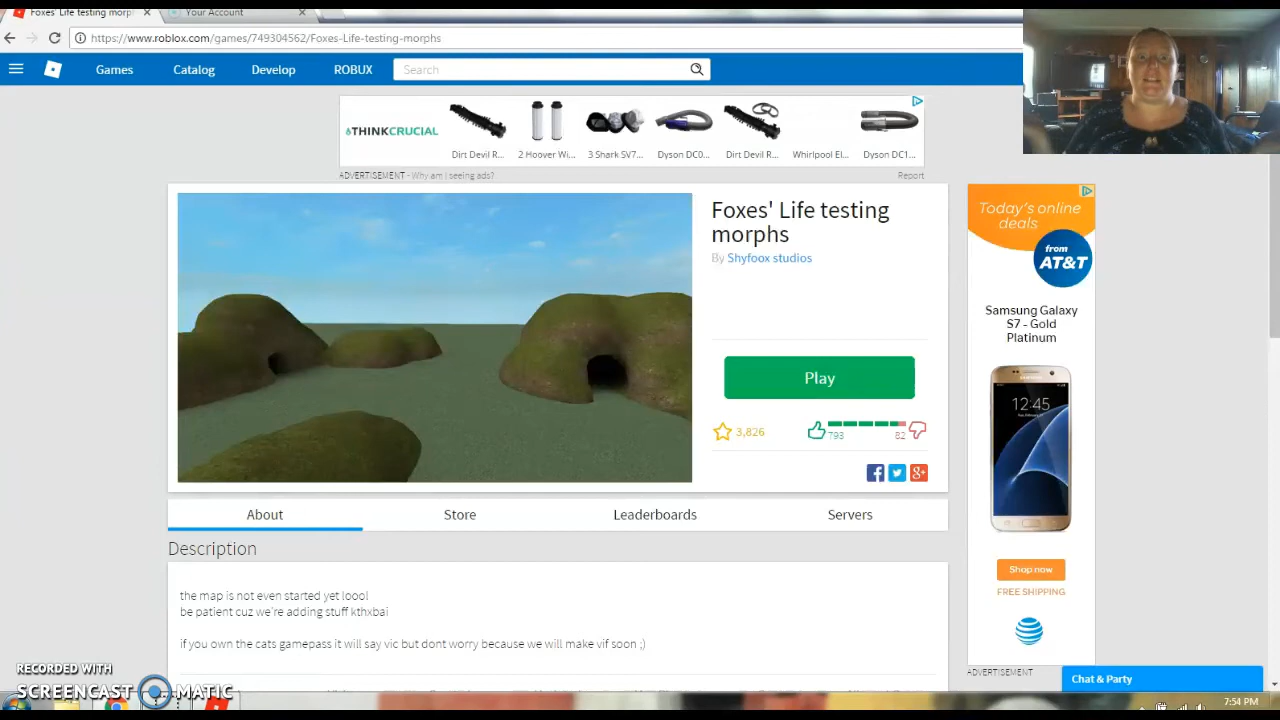 Foxes' Life testing morp
Your Account
https://www.roblox.com/games/749304562/Foxes-Life-testing-morphs
Games Catalog Develop ROBUX Search
THINKCRUCIAL
Dirt Devil R... 2 Hoover Wi... 3 Shark SV7... Dyson DC0... Dirt Devil R... Whirlpool El... Dyson DC1...
ADVERTISEMENT - Why am I seeing ads? Report
Foxes' Life testing
morphs
By Shyfoox studios
Play
3,826
793 82
About Store Leaderboards Servers
Description
the map is not even started yet loool
be patient cuz we're adding stuff kthxbai
if you own the cats gamepass it will say vic but dont worry because we will make vif soon ;)
Today's online
deals
from
AT&T
Samsung Galaxy
S7 - Gold
Platinum
12:45
Shop now
FREE SHIPPING
AT&T
ADVERTISEMENT
Chat & Party
RECORDED WITH
SCREENCAST MATIC
7:54 PM